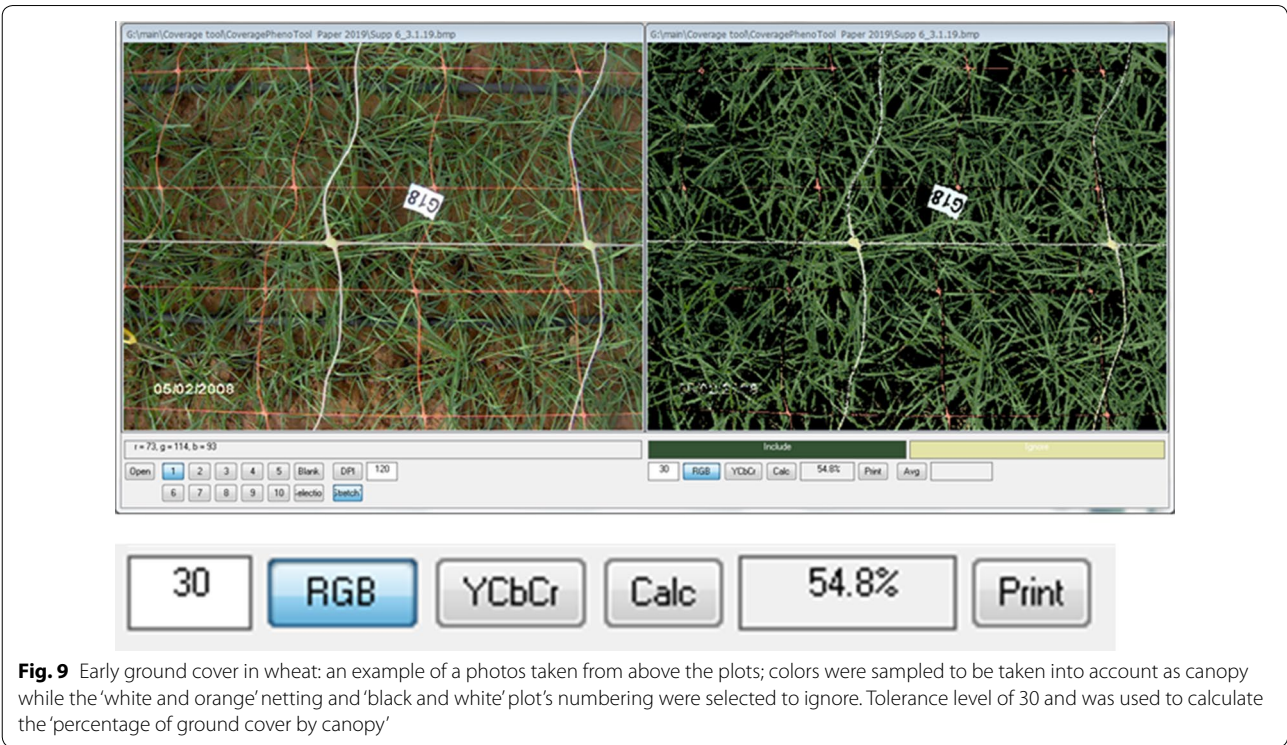 G:\main\Coverage tool\CoveragePhenoTool Paper 2019\Supp 6_3.1.19.bmp
G:\main\Coverage tool\CoveragePhenoTool Paper 2019\Supp 6_3.1.19.bmp
G18
G18
05/02/2008
r = 73, g = 114, b = 93
Include
Ignore
Open 1 2 3 4 5 Blank DPI 120
30 RGB YCbCr Calc 54.8% Print Avg
6 7 8 9 10 Selectio Stretch
30 RGB YCbCr Calc 54.8% Print
Fig. 9 Early ground cover in wheat: an example of a photos taken from above the plots; colors were sampled to be taken into account as canopy
while the 'white and orange' netting and 'black and white' plot's numbering were selected to ignore. Tolerance level of 30 and was used to calculate
the 'percentage of ground cover by canopy'